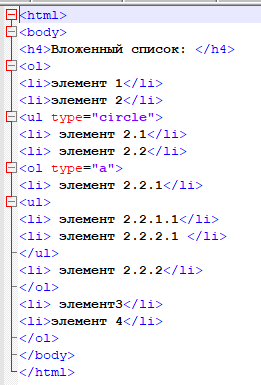 <html>
<body>
<h4>Вложенный список: </h4>
<ol>
<li>элемент 1</li>
<li>элемент 2</li>
<ul type="circle">
<li> элемент 2.1</li>
<li> элемент 2.2</li>
<ol type="a">
<li> элемент 2.2.1</li>
<ul>
<li> элемент 2.2.1.1</li>
<li> элемент 2.2.2.1 </li>
</ul>
<li> элемент 2.2.2</li>
</ol>
<li> элемент3</li>
<li>элемент 4</li>
</ol>
</body>
</html>